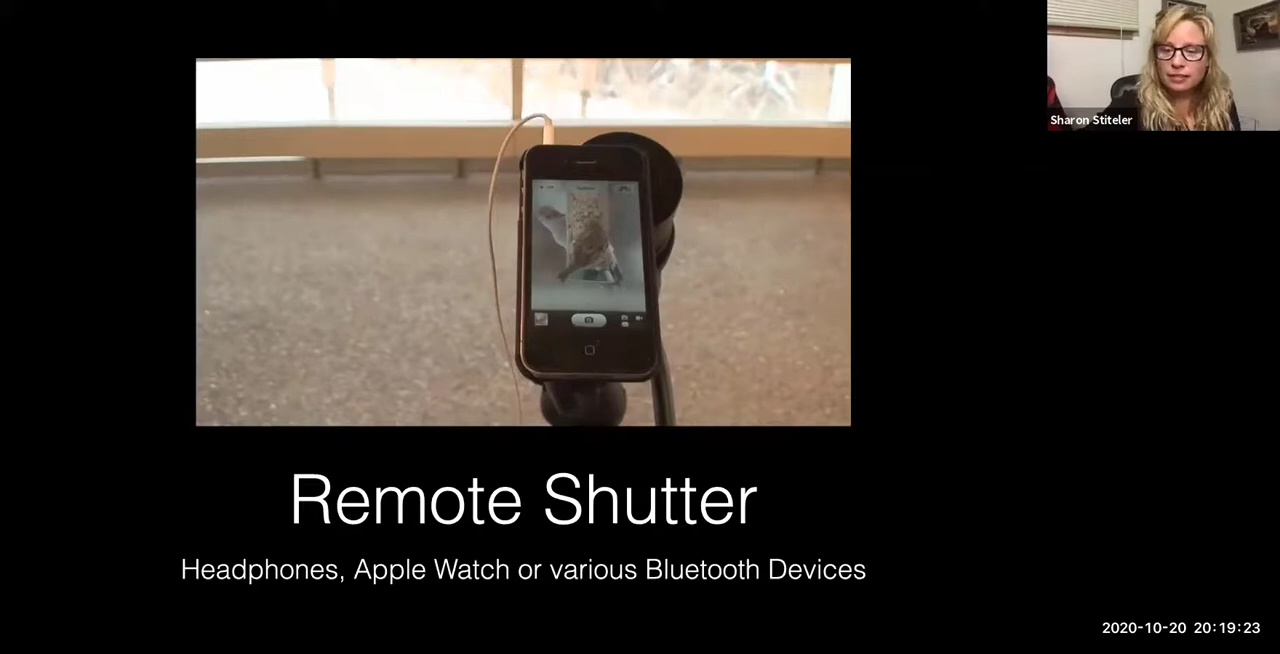 Sharon Stiteler
Remote Shutter
Headphones, Apple Watch or various Bluetooth Devices
2020-10-20 20:19:23